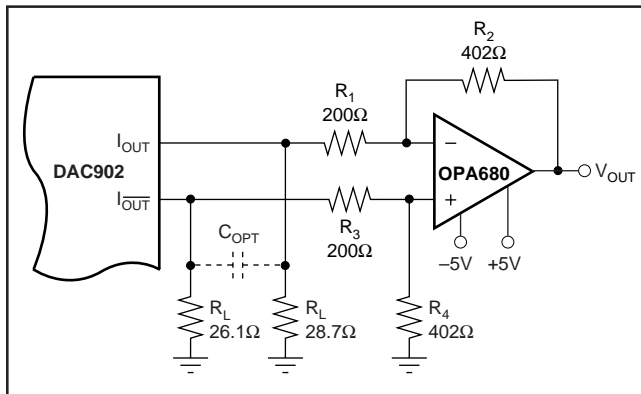 R2
402Ω
R1
200Ω
IOUT
DAC902
−
OPA680
VOUT
IOUT
+
R3
200Ω
COPT
−5V +5V
RL
26.1Ω
RL
28.7Ω
R4
402Ω